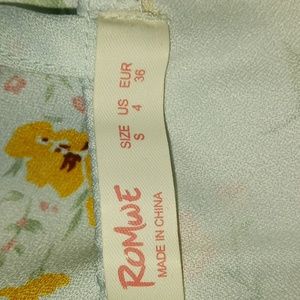 ROMWE
MADE IN CHINA
SIZE US EUR
S 4 36